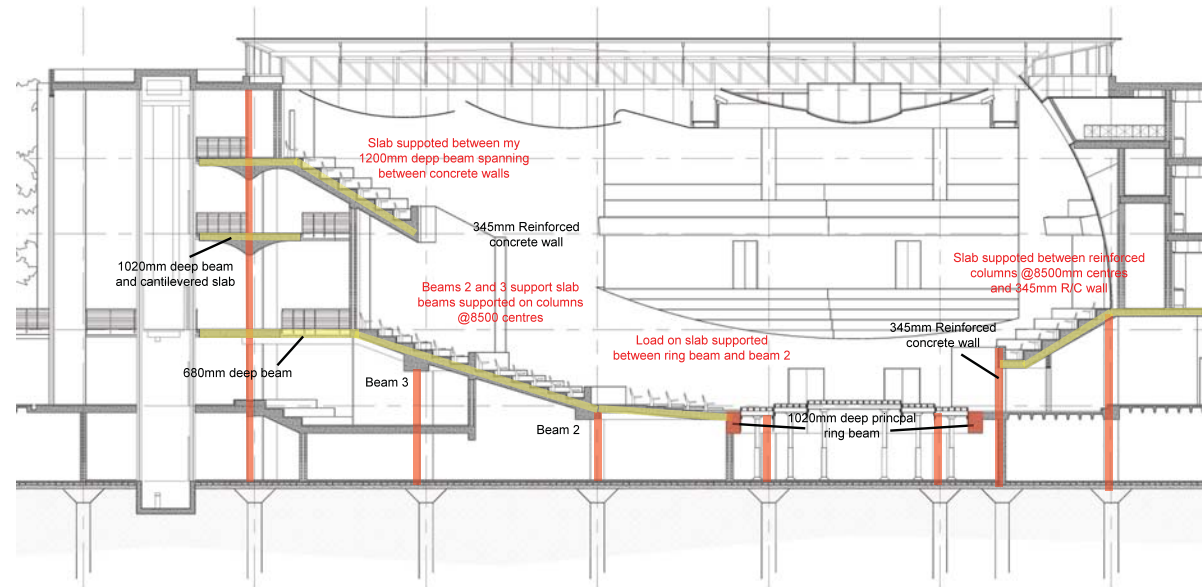 Slab suppoted between my
1200mm depp beam spanning
between concrete walls
345mm Reinforced
concrete wall
1020mm deep beam
and cantilevered slab
Slab suppoted between reinforced
columns @8500mm centres
and 345mm R/C wall
Beams 2 and 3 support slab
beams supported on columns
@8500 centres
345mm Reinforced
concrete wall
Load on slab supported
between ring beam and beam 2
680mm deep beam
Beam 3
1020mm deep princpal
ring beam
Beam 2